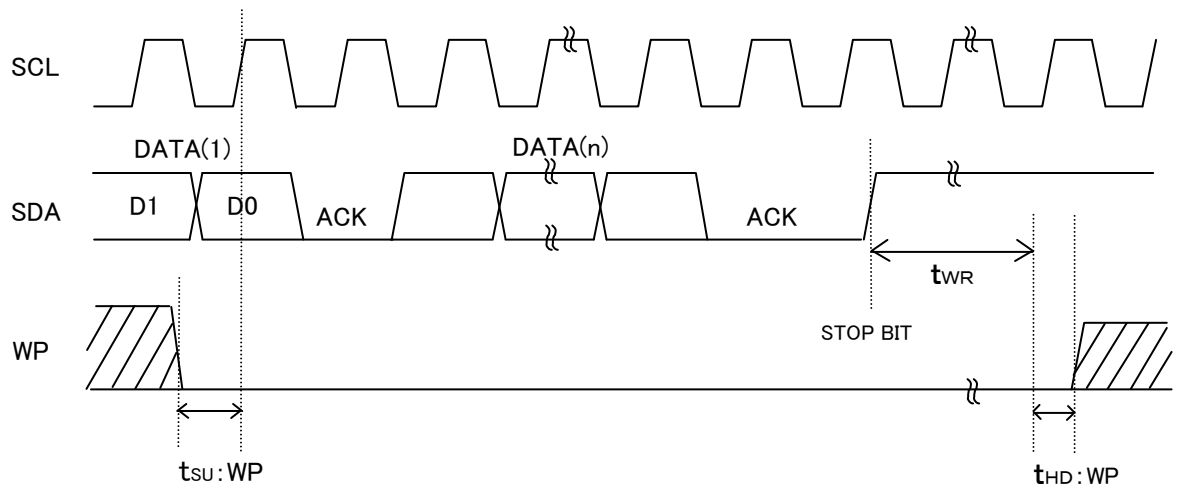 SCL
DATA(1)
DATA(n)
SDA
D1
D0
ACK
ACK
tWR
STOP BIT
WP
tSU:WP
tHD:WP